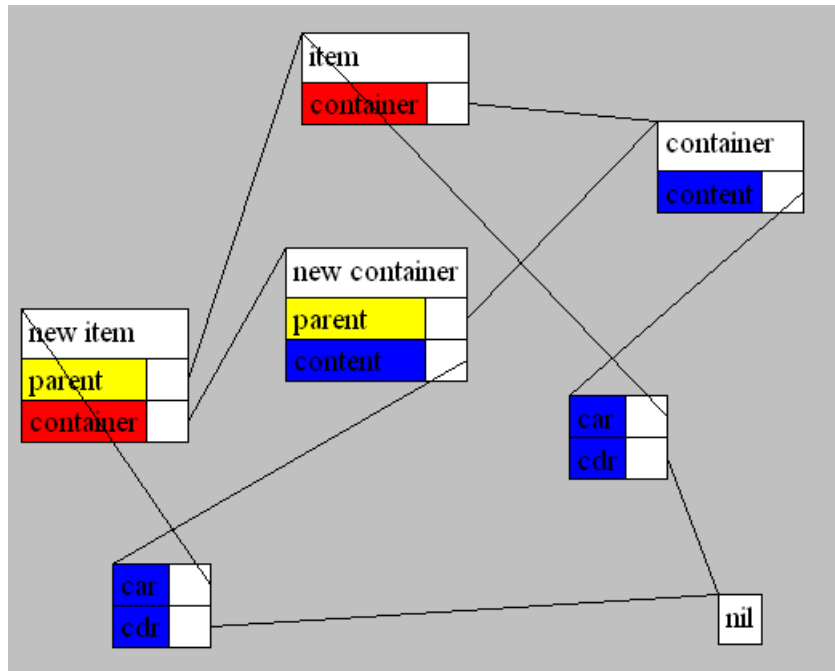 item
container
container
content
new container
parent
content
new item
parent
container
car
cdr
car
cdr
nil